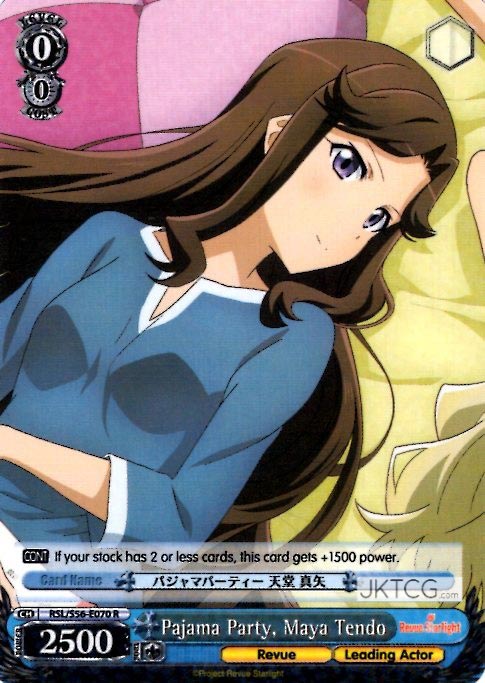 0
0
CONT If your stock has 2 or less cards, this card gets +1500 power.
Card Name パジャマパーティー 天堂 真矢
JKTCG.com
CH RSL/S56-E070 R
2500 Pajama Party, Maya Tendo Revue Starlight
Revue Leading Actor
©Project Revue Starlight